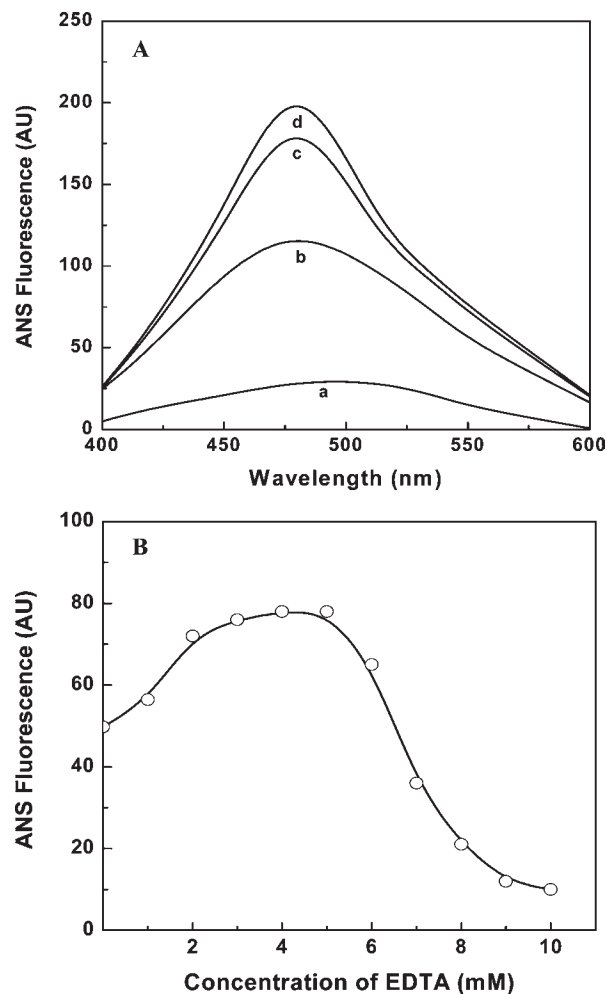 A
250
200
150
100
50
0
ANS Fluorescence (AU)
d
c
b
a
400 450 500 550 600
Wavelength (nm)
B
100
80
60
40
20
0
ANS Fluorescence (AU)
2 4 6 8 10
Concentration of EDTA (mM)